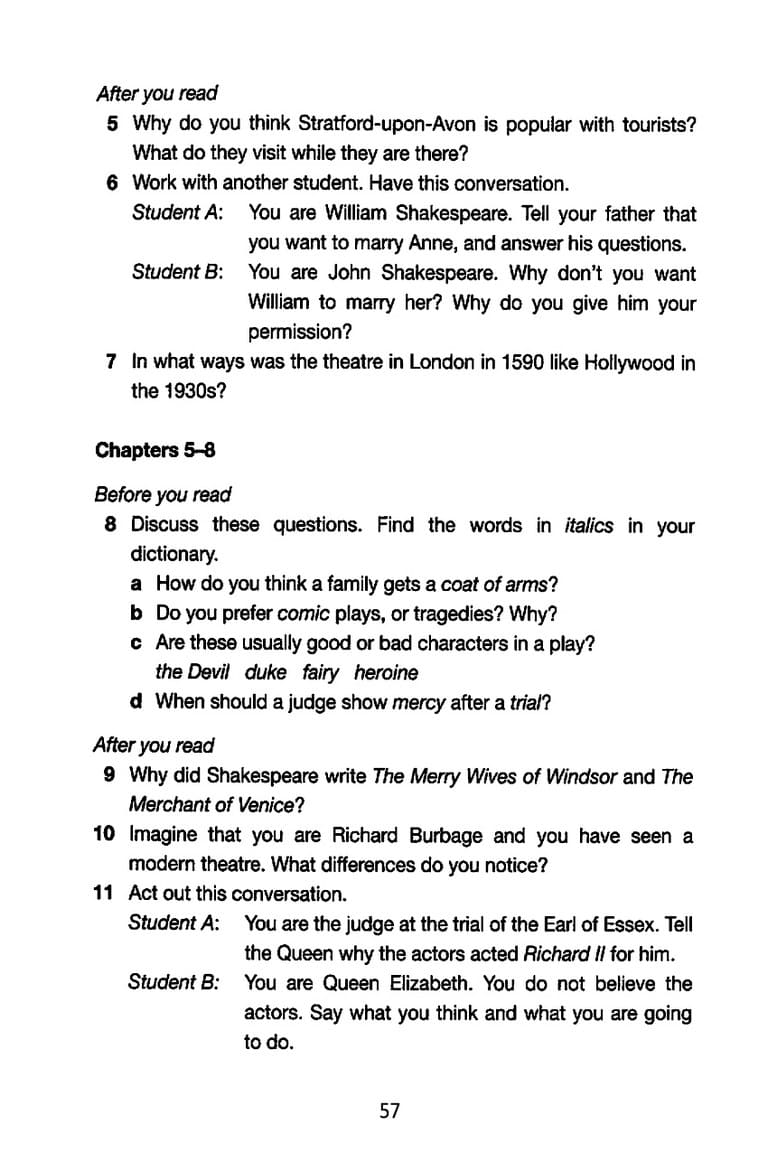 After you read
5 Why do you think Stratford-upon-Avon is popular with tourists?
What do they visit while they are there?
6 Work with another student. Have this conversation.
Student A: You are William Shakespeare. Tell your father that
you want to marry Anne, and answer his questions.
Student B: You are John Shakespeare. Why don't you want
William to marry her? Why do you give him your
permission?
7 In what ways was the theatre in London in 1590 like Hollywood in
the 1930s?
Chapters 5–8
Before you read
8 Discuss these questions. Find the words in italics in your
dictionary.
a How do you think a family gets a coat of arms?
b Do you prefer comic plays, or tragedies? Why?
c Are these usually good or bad characters in a play?
the Devil duke fairy heroine
d When should a judge show mercy after a trial?
After you read
9 Why did Shakespeare write The Merry Wives of Windsor and The
Merchant of Venice?
10 Imagine that you are Richard Burbage and you have seen a
modern theatre. What differences do you notice?
11 Act out this conversation.
Student A: You are the judge at the trial of the Earl of Essex. Tell
the Queen why the actors acted Richard II for him.
Student B: You are Queen Elizabeth. You do not believe the
actors. Say what you think and what you are going
to do.
57